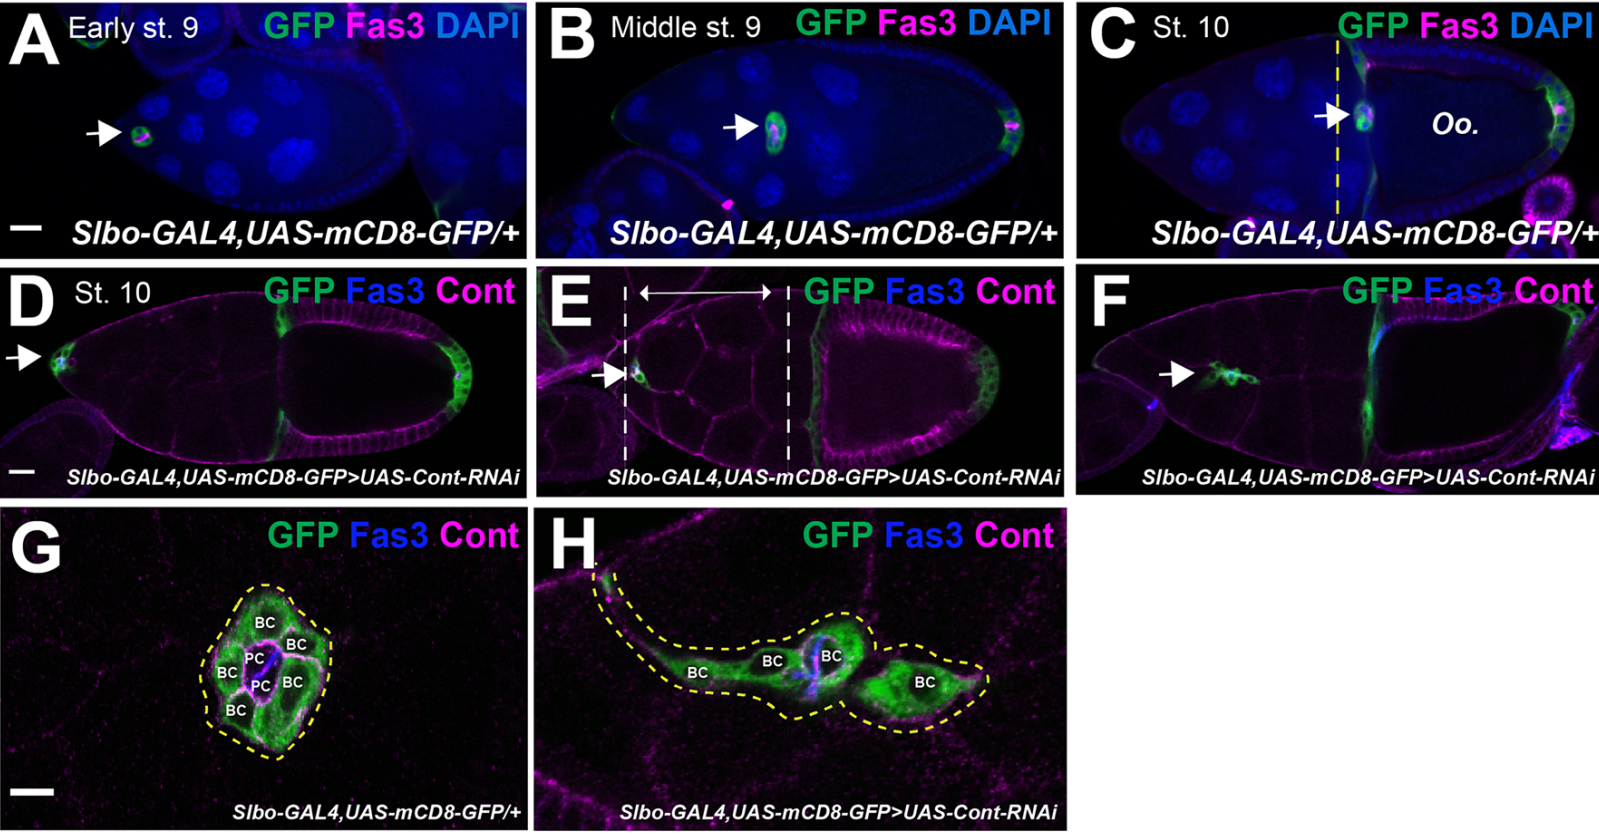 A Early st. 9 GFP Fas3 DAPI
Slbo-GAL4,UAS-mCD8-GFP/+
B Middle st. 9 GFP Fas3 DAPI
Slbo-GAL4,UAS-mCD8-GFP/+
C St. 10 GFP Fas3 DAPI
Oo.
Slbo-GAL4,UAS-mCD8-GFP/+
D St. 10 GFP Fas3 Cont
Slbo-GAL4,UAS-mCD8-GFP>UAS-Cont-RNAi
E GFP Fas3 Cont
Slbo-GAL4,UAS-mCD8-GFP>UAS-Cont-RNAi
F GFP Fas3 Cont
Slbo-GAL4,UAS-mCD8-GFP>UAS-Cont-RNAi
G GFP Fas3 Cont
BC
BC
PC
BC
PC
BC
BC
Slbo-GAL4,UAS-mCD8-GFP/+
H GFP Fas3 Cont
BC
BC
BC
BC
Slbo-GAL4,UAS-mCD8-GFP>UAS-Cont-RNAi